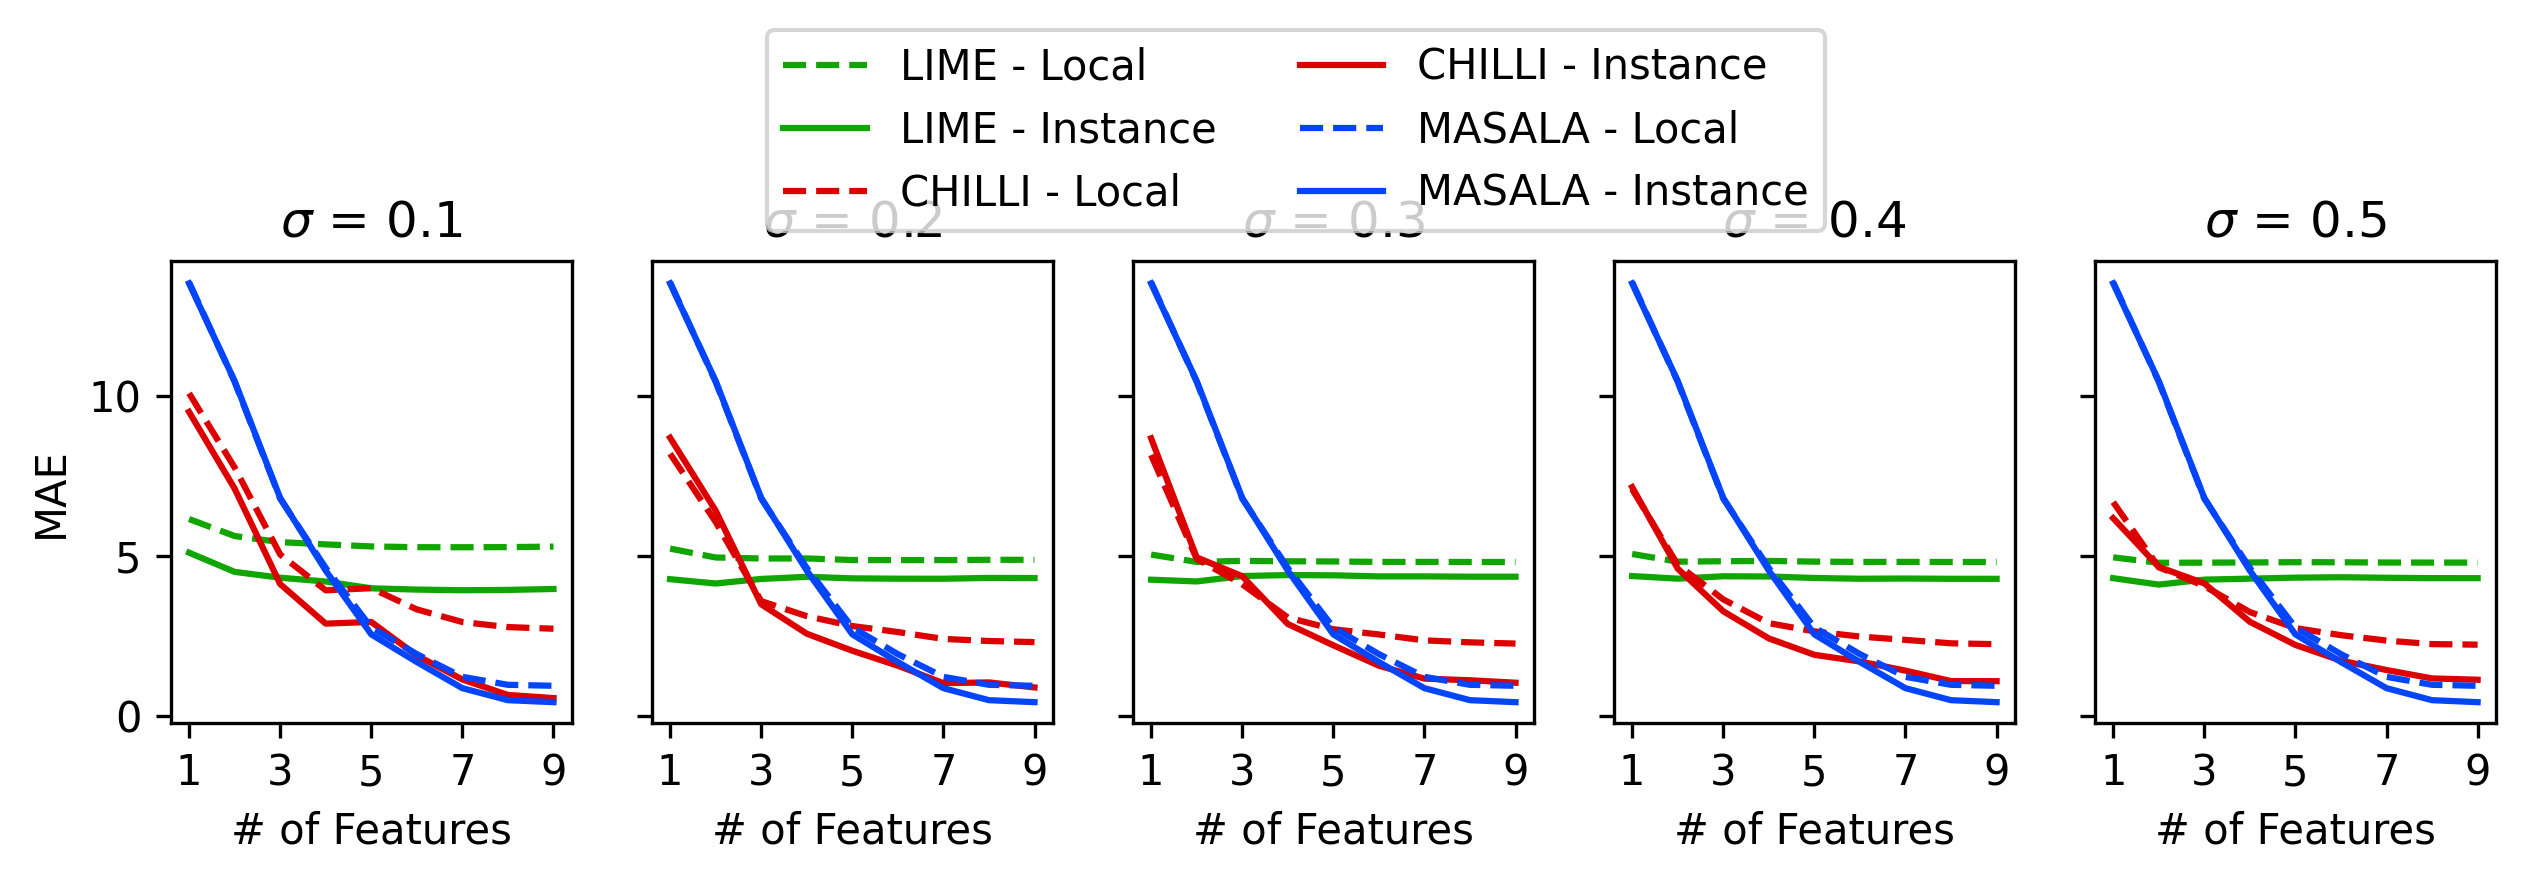 LIME - Local
LIME - Instance
CHILLI - Local
CHILLI - Instance
MASALA - Local
MASALA - Instance
σ = 0.1
σ = 0.2
σ = 0.3
σ = 0.4
σ = 0.5
MAE
10
5
0
1 3 5 7 9
1 3 5 7 9
1 3 5 7 9
1 3 5 7 9
1 3 5 7 9
# of Features
# of Features
# of Features
# of Features
# of Features